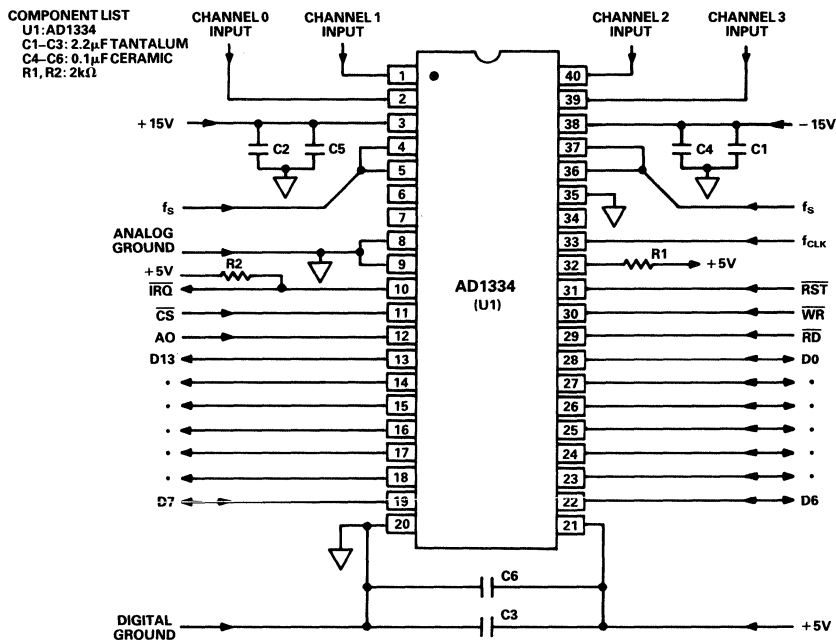 COMPONENT LIST
U1: AD1334
C1–C3: 2.2μF TANTALUM
C4–C6: 0.1μF CERAMIC
R1, R2: 2kΩ
CHANNEL 0
INPUT
CHANNEL 1
INPUT
CHANNEL 2
INPUT
CHANNEL 3
INPUT
1
40
2
39
+15V
3
38
-15V
C2
C5
C4
C1
4
37
5
36
6
35
fS
7
34
fS
ANALOG
GROUND
8
33
fCLK
+5V
R2
9
32
R1
+5V
IRQ
10
AD1334
(U1)
31
RST
CS
11
30
WR
AO
12
29
RD
D13
13
28
D0
14
27
15
26
16
25
17
24
18
23
D7
19
22
D6
20
21
C6
C3
DIGITAL
GROUND
+5V